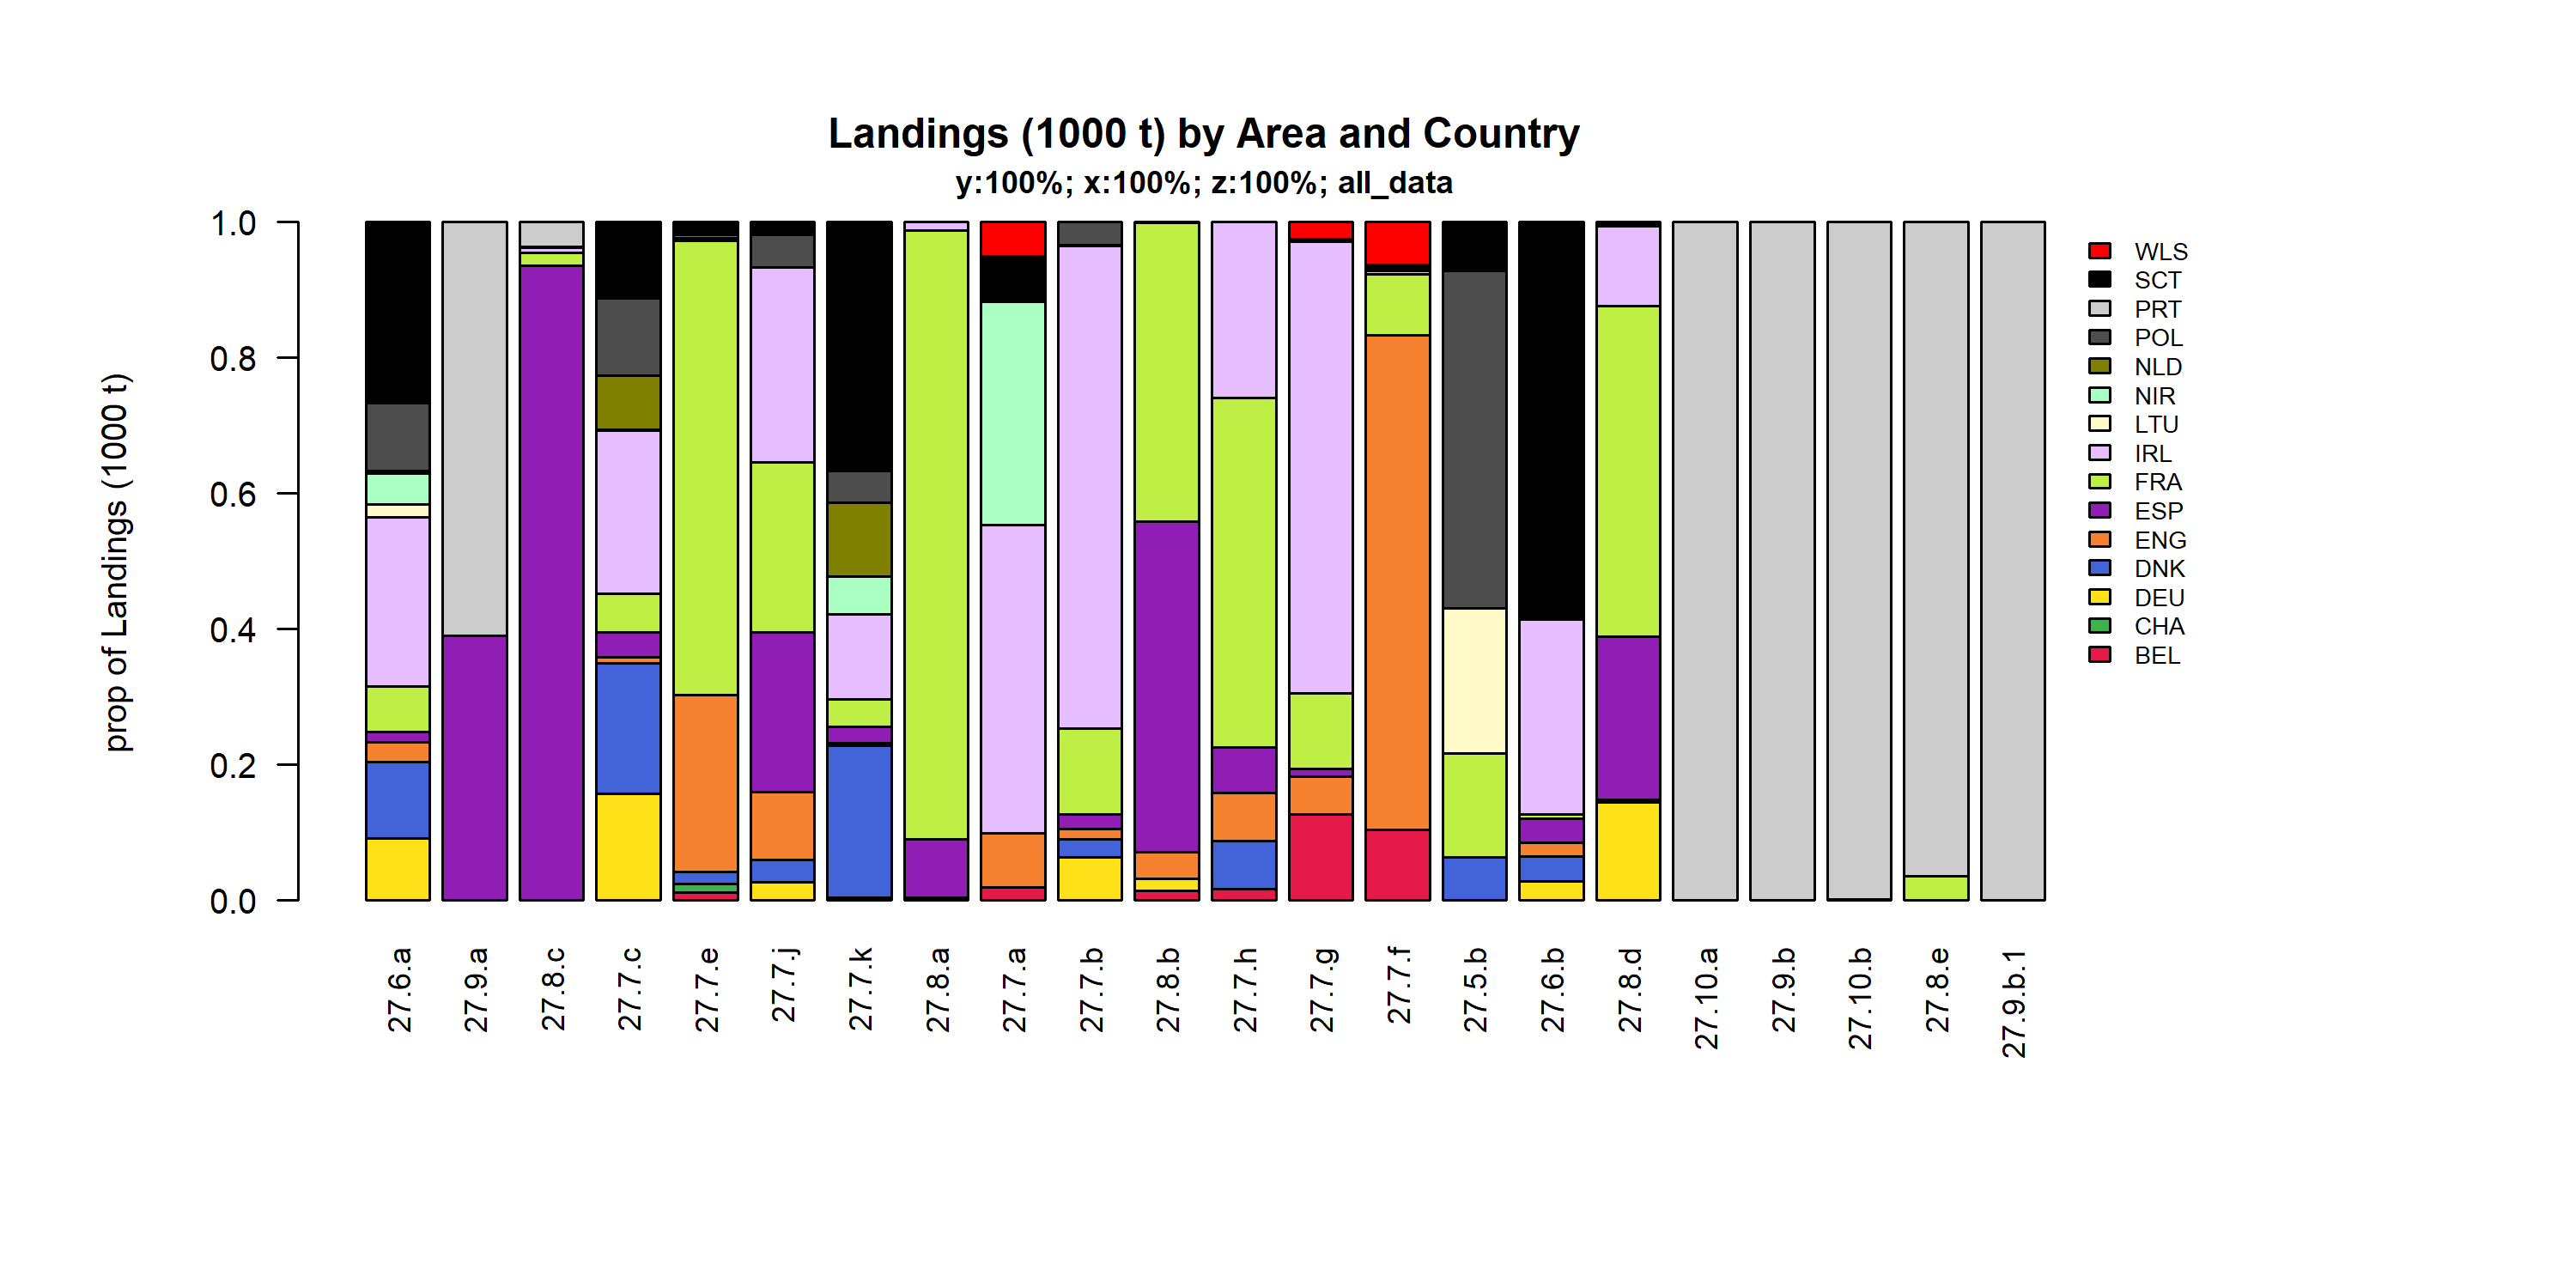 Landings (1000 t) by Area and Country
y:100%; x:100%; z:100%; all_data
prop of Landings (1000 t)
1.0
0.8
0.6
0.4
0.2
0.0
27.6.a
27.9.a
27.8.c
27.7.c
27.7.e
27.7.j
27.7.k
27.8.a
27.7.a
27.7.b
27.8.b
27.7.h
27.7.g
27.7.f
27.5.b
27.6.b
27.8.d
27.10.a
27.9.b
27.10.b
27.8.e
27.9.b.1
WLS
SCT
PRT
POL
NLD
NIR
LTU
IRL
FRA
ESP
ENG
DNK
DEU
CHA
BEL